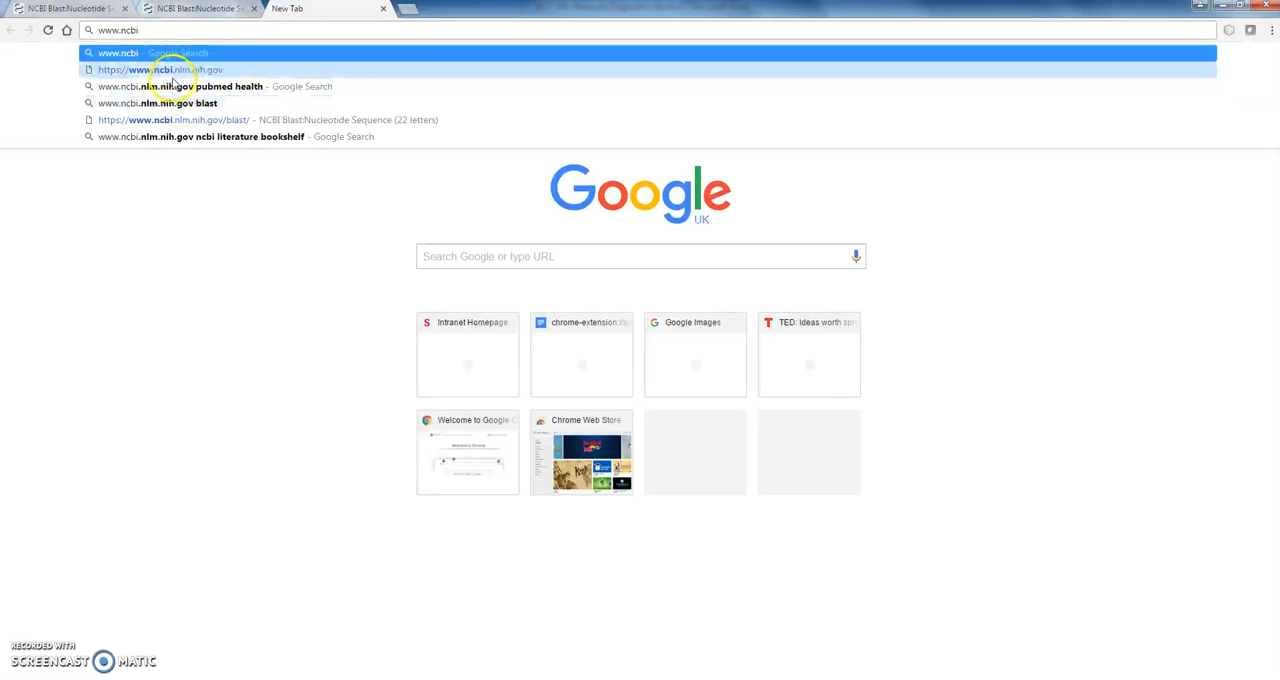 NCBI Blast:Nucleotide Se
NCBI Blast:Nucleotide Se
New Tab
www.ncbi
www.ncbi - Google Search
https://www.ncbi.nlm.nih.gov
www.ncbi.nlm.nih.gov pubmed health - Google Search
www.ncbi.nlm.nih.gov blast
https://www.ncbi.nlm.nih.gov/blast/ - NCBI Blast:Nucleotide Sequence (22 letters)
www.ncbi.nlm.nih.gov ncbi literature bookshelf - Google Search
Google
UK
Search Google or type URL
Intranet Homepage
chrome-extension:
Google Images
TED: Ideas worth spre
Welcome to Google C
Chrome Web Store
RECORDED WITH
SCREENCAST MATIC